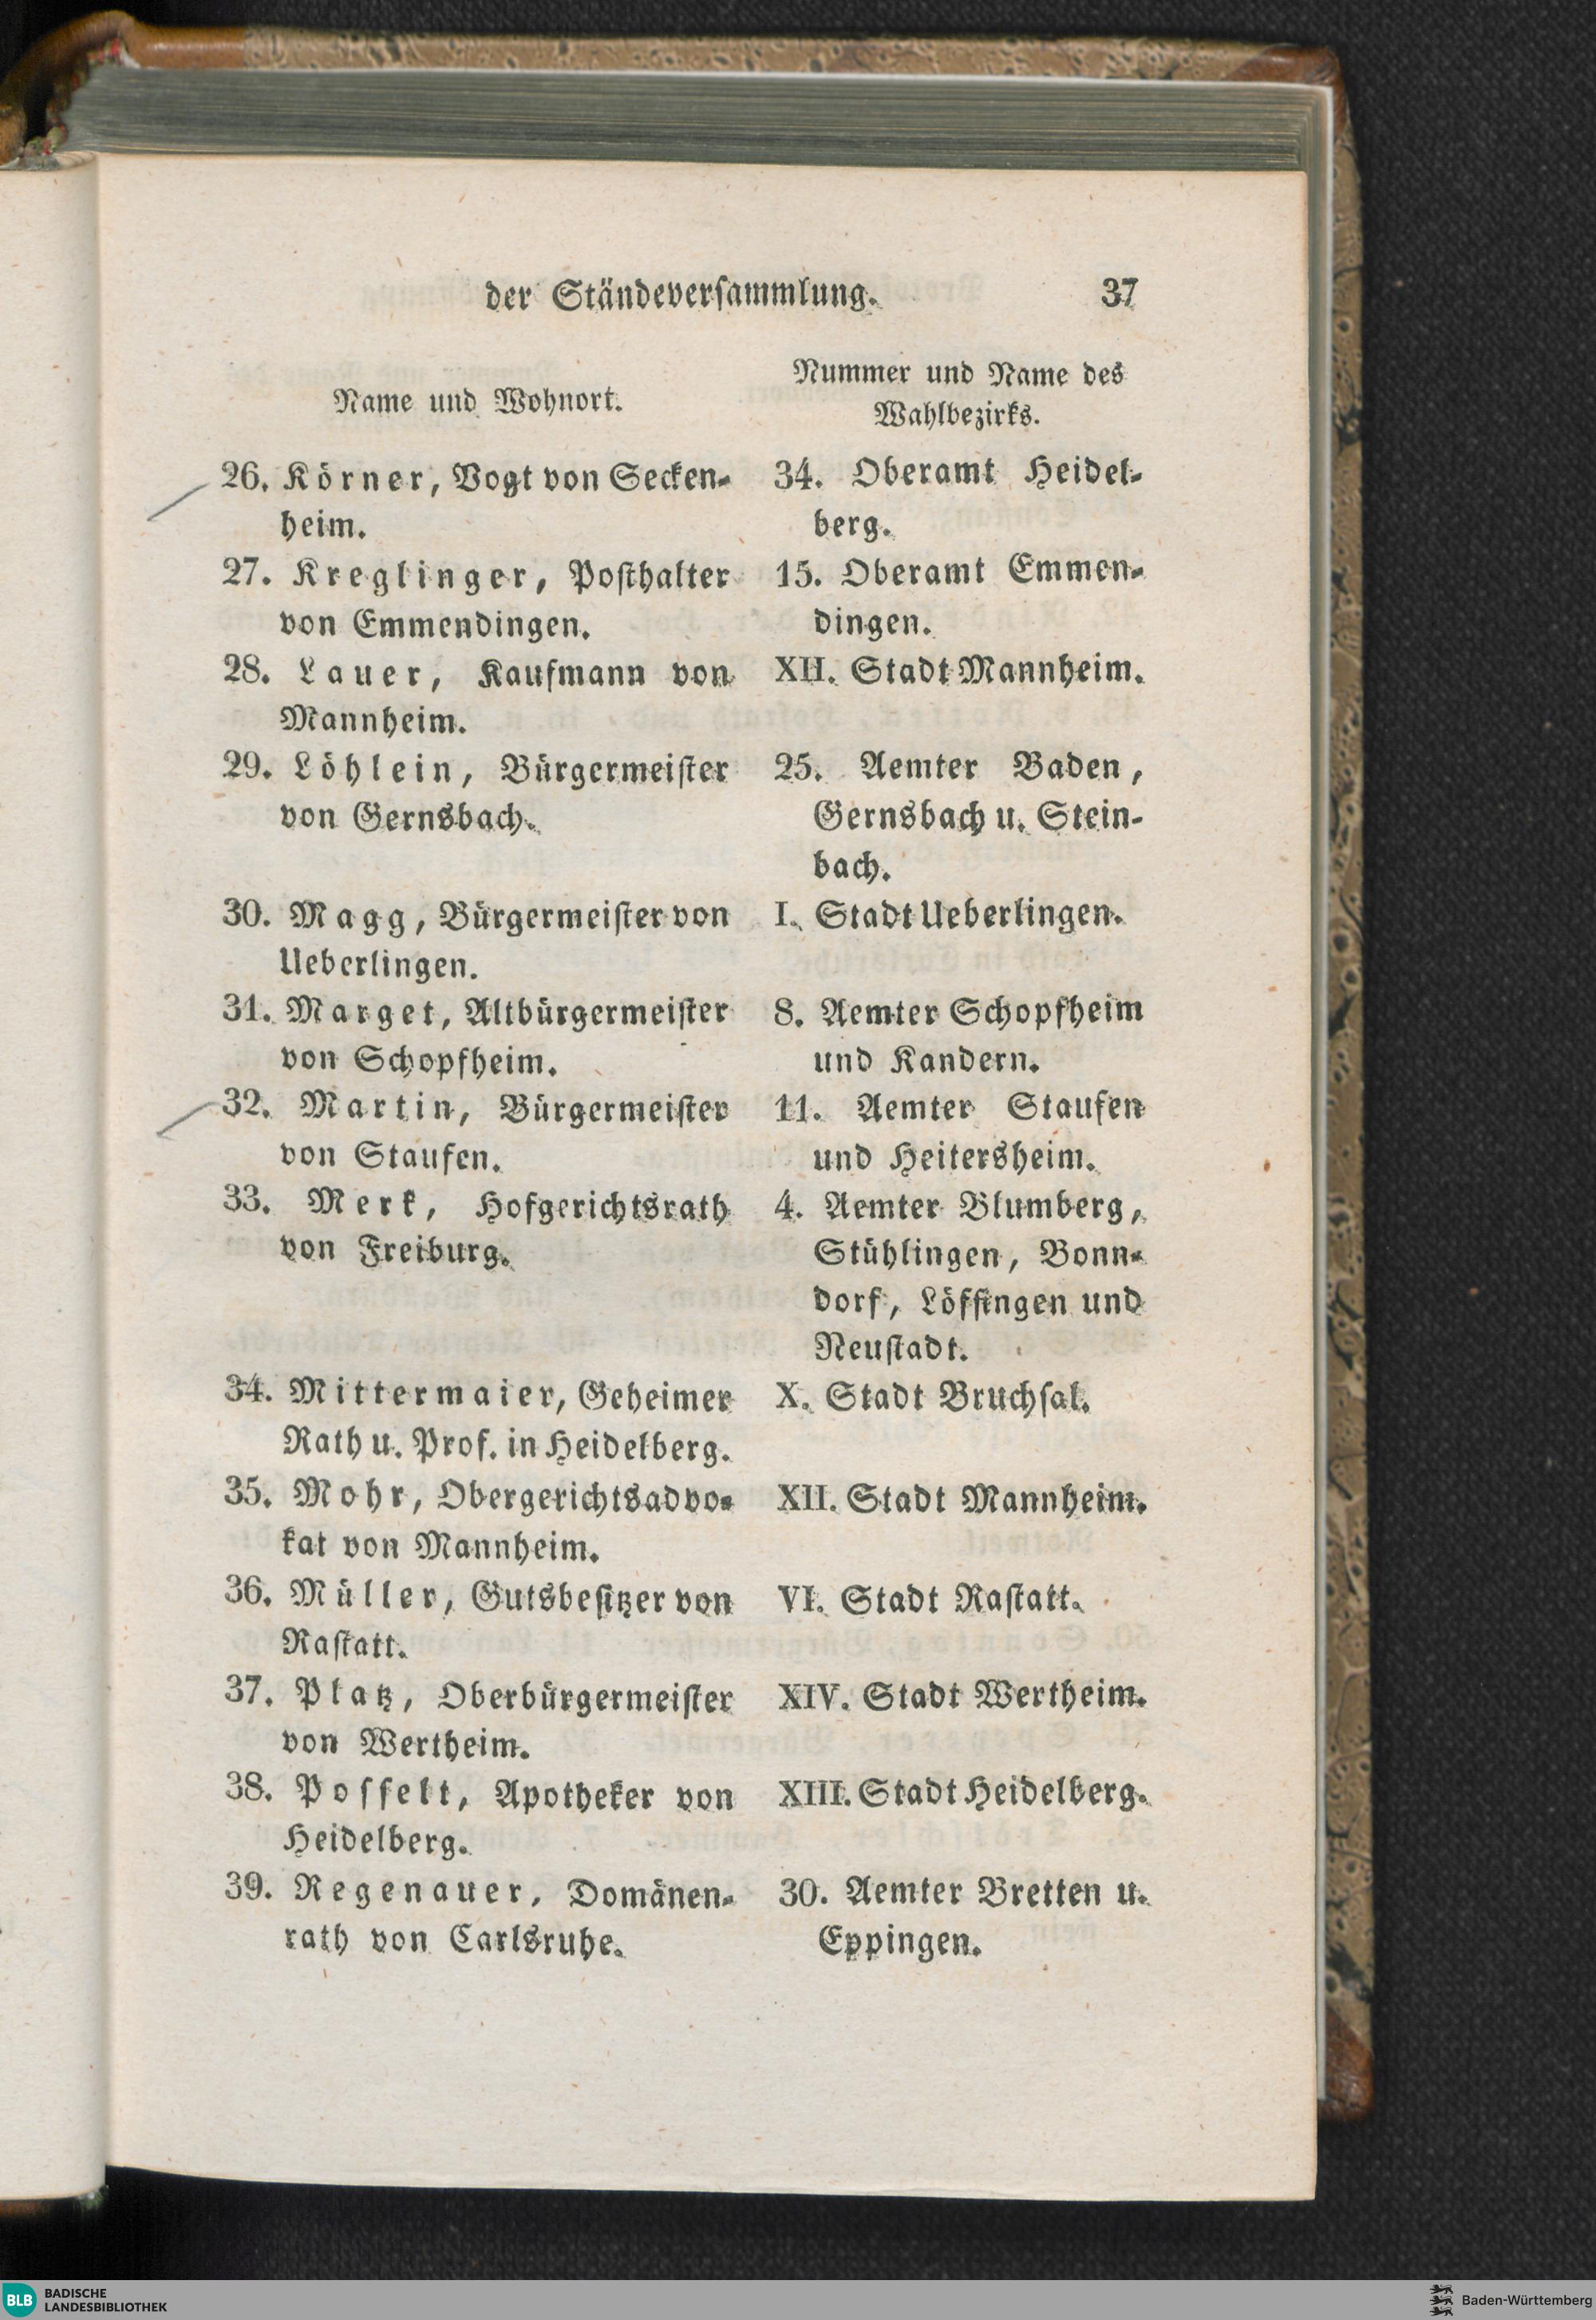 der Ständeversammlung. 37
Name und Wohnort.
Nummer und Name des
Wahlbezirks.
26. Körner, Vogt von Secken-
heim.
34. Oberamt Heidel-
berg.
27. Kreglinger, Posthalter
von Emmendingen.
15. Oberamt Emmen-
dingen.
28. Lauer, Kaufmann von
Mannheim.
XII. Stadt Mannheim.
29. Löhlein, Bürgermeister
von Gernsbach.
25. Aemter Baden,
Gernsbach u. Stein-
bach.
30. Magg, Bürgermeister von
Ueberlingen.
I. Stadt Ueberlingen.
31. Marget, Altbürgermeister
von Schopfheim.
8. Aemter Schopfheim
und Kandern.
32. Martin, Bürgermeister
von Staufen.
11. Aemter Staufen
und Heitersheim.
33. Merk, Hofgerichtsrath
von Freiburg.
4. Aemter Blumberg,
Stühlingen, Bonn-
dorf, Löffingen und
Neustadt.
34. Mittermaier, Geheimer
Rath u. Prof. in Heidelberg.
X. Stadt Bruchsal.
35. Mohr, Obergerichtsadvo-
kat von Mannheim.
XII. Stadt Mannheim.
36. Müller, Gutsbesitzer von
Rastatt.
VI. Stadt Rastatt.
37. Platz, Oberbürgermeister
von Wertheim.
XIV. Stadt Wertheim.
38. Posselt, Apotheker von
Heidelberg.
XIII. Stadt Heidelberg.
39. Regenauer, Domänen-
rath von Carlsruhe.
30. Aemter Bretten u.
Eppingen.
BLB BADISCHE
LANDESBIBLIOTHEK
Baden-Württemberg